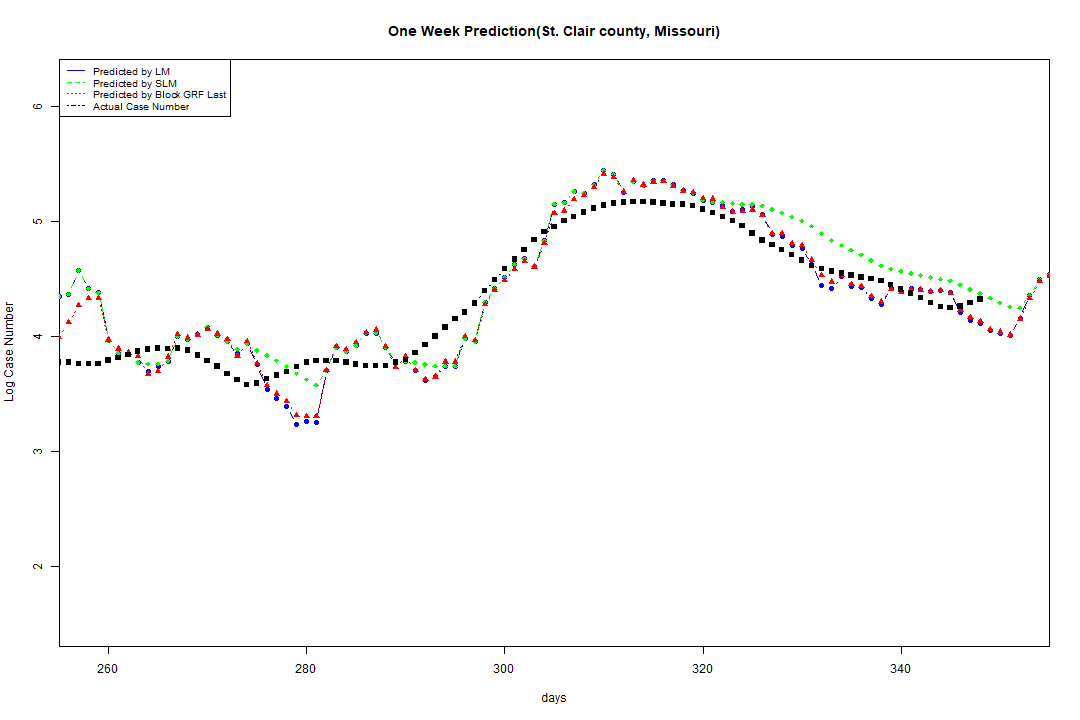 One Week Prediction(St. Clair county, Missouri)
Predicted by LM
Predicted by SLM
Predicted by Block GRF Last
Actual Case Number
6
5
4
3
2
Log Case Number
260 280 300 320 340
days